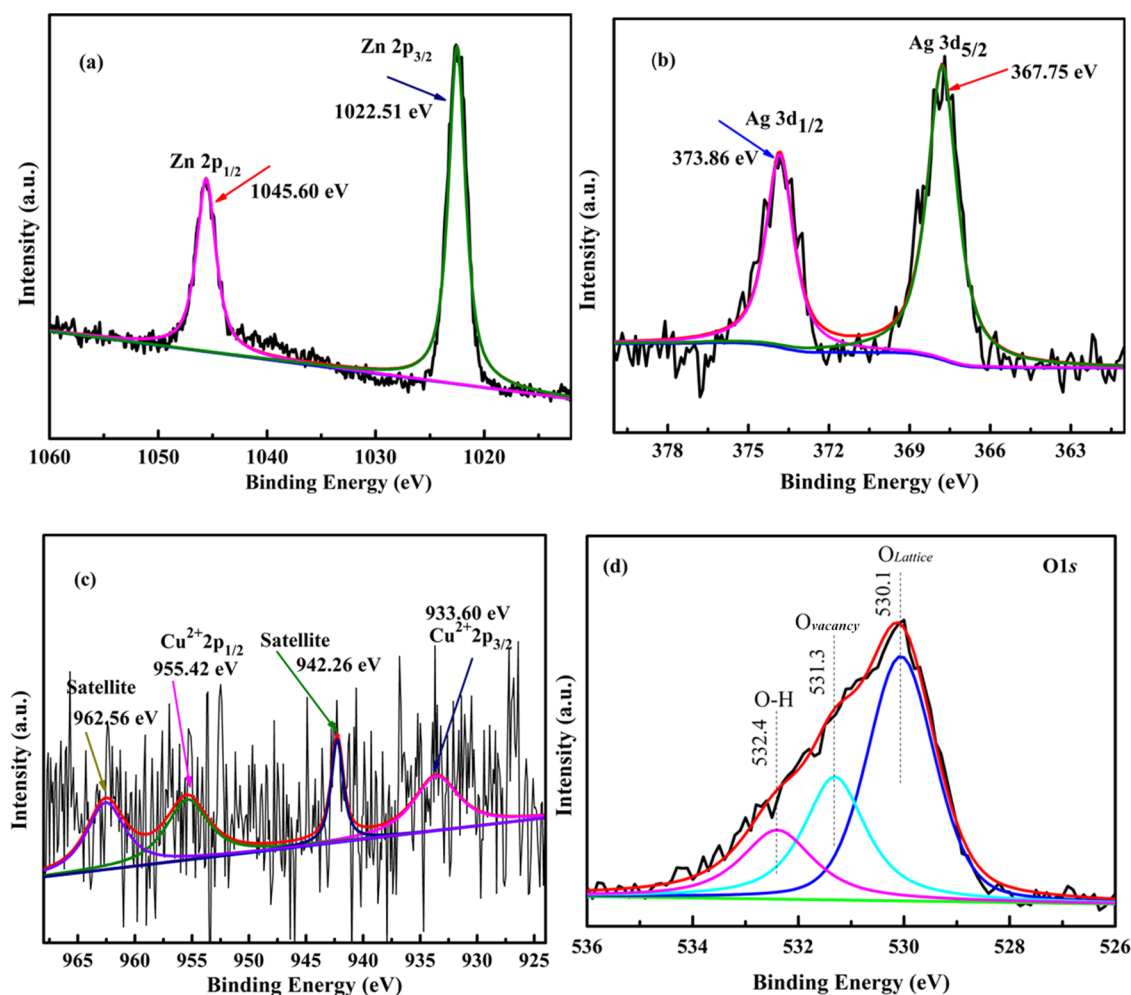 (a)
Zn 2p3/2
1022.51 eV
Zn 2p1/2
1045.60 eV
Intensity (a.u.)
1060 1050 1040 1030 1020
Binding Energy (eV)
(b)
Ag 3d5/2
367.75 eV
Ag 3d1/2
373.86 eV
Intensity (a.u.)
378 375 372 369 366 363
Binding Energy (eV)
(c)
933.60 eV
Cu2+2p3/2
Cu2+2p1/2
955.42 eV
Satellite
942.26 eV
Satellite
962.56 eV
Intensity (a.u.)
965 960 955 950 945 940 935 930 925
Binding Energy (eV)
(d)
O1s
OLattice
530.1
Ovacancy
531.3
O-H
532.4
Intensity (a.u.)
536 534 532 530 528 526
Binding Energy (eV)